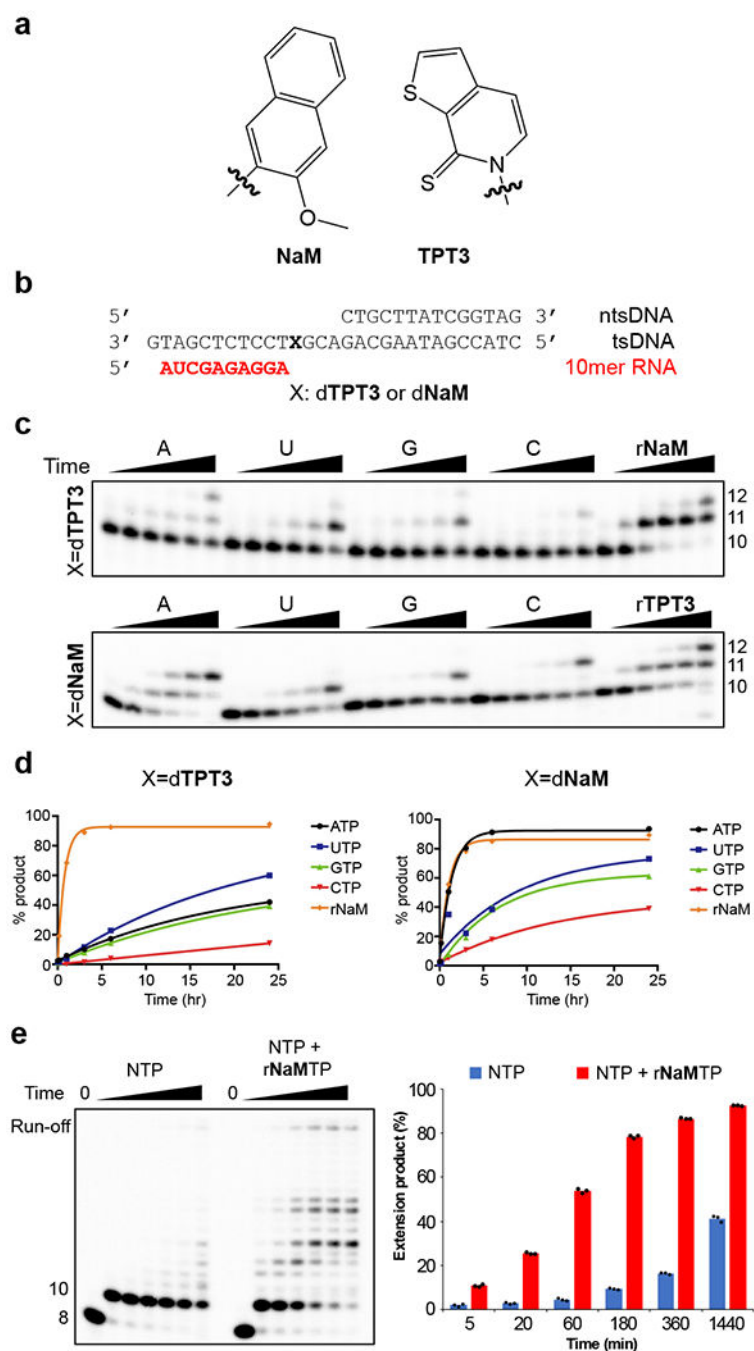 a
S
S
N
O
NaM
TPT3
b
5’ CTGCTTATCGGTAG 3’ ntsDNA
3’ GTAGCTCTCCTXGCAGACGAATAGCCATC 5’ tsDNA
5’ AUCGAGAGGA 10mer RNA
X: dTPT3 or dNaM
c
Time A U G C rNaM
X=dTPT3
12
11
10
A U G C rTPT3
X=dNaM
12
11
10
d
X=dTPT3
% product
100
80
60
40
20
0
0 5 10 15 20 25
Time (hr)
ATP
UTP
GTP
CTP
rNaM
X=dNaM
% product
100
80
60
40
20
0
0 5 10 15 20 25
Time (hr)
ATP
UTP
GTP
CTP
rNaM
e
NTP
NTP +
rNaMTP
Time 0 0
Run-off
10
8
NTP NTP + rNaMTP
Extension product (%)
100
80
60
40
20
0
5 20 60 180 360 1440
Time (min)